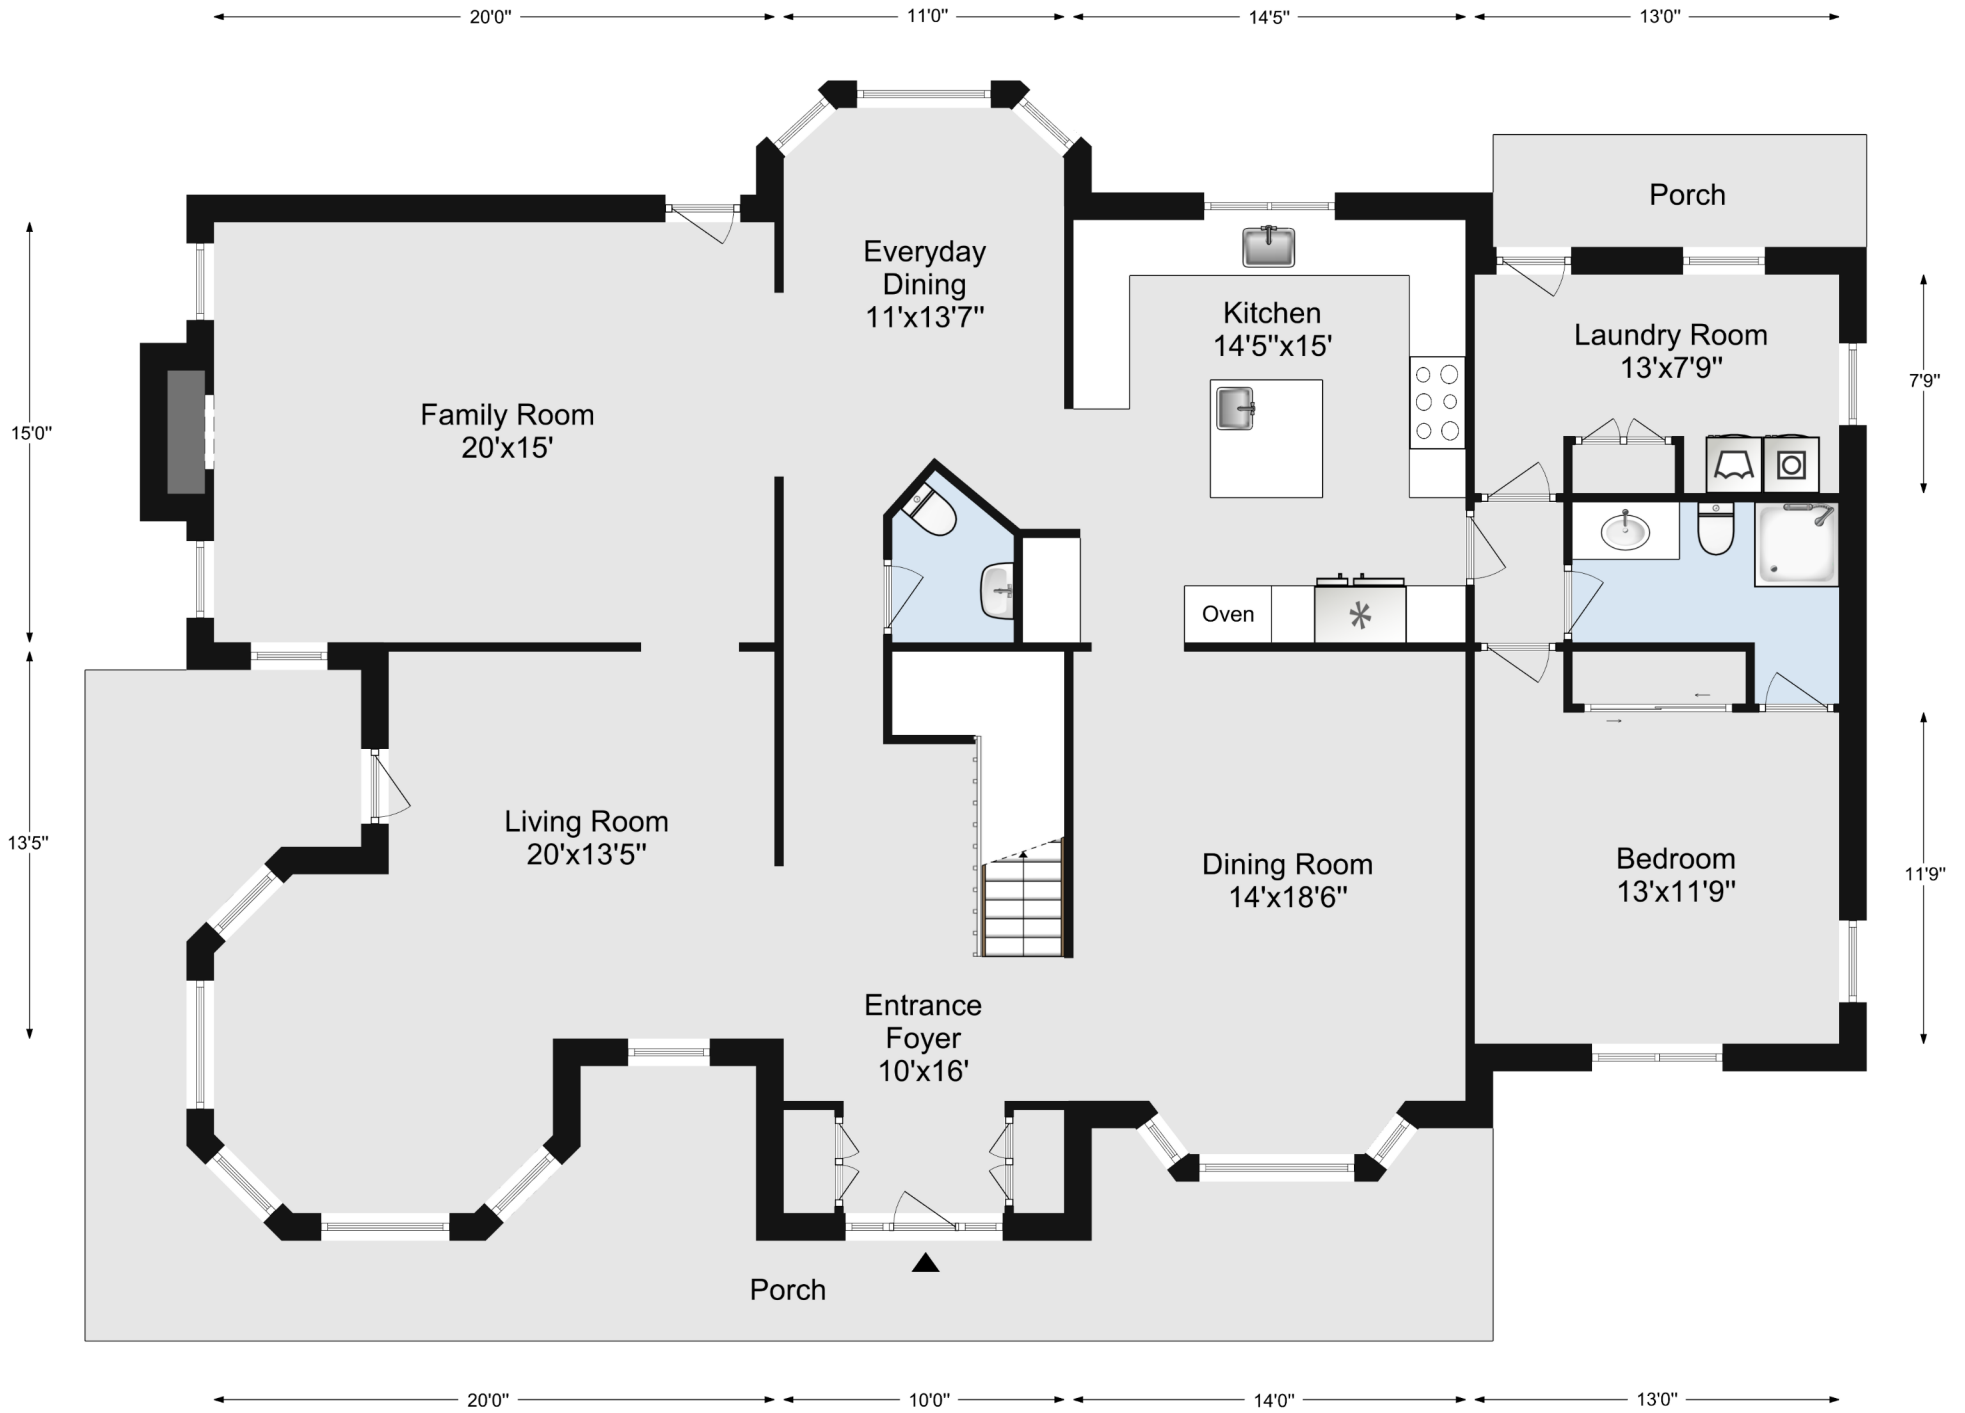 20'0"
11'0"
14'5"
13'0"
Porch
Everyday
Dining
11'x13'7"
Kitchen
14'5"x15'
Laundry Room
13'x7'9"
7'9"
Family Room
20'x15'
15'0"
Oven
Living Room
20'x13'5"
13'5"
Dining Room
14'x18'6"
Bedroom
13'x11'9"
11'9"
Entrance
Foyer
10'x16'
Porch
20'0"
10'0"
14'0"
13'0"